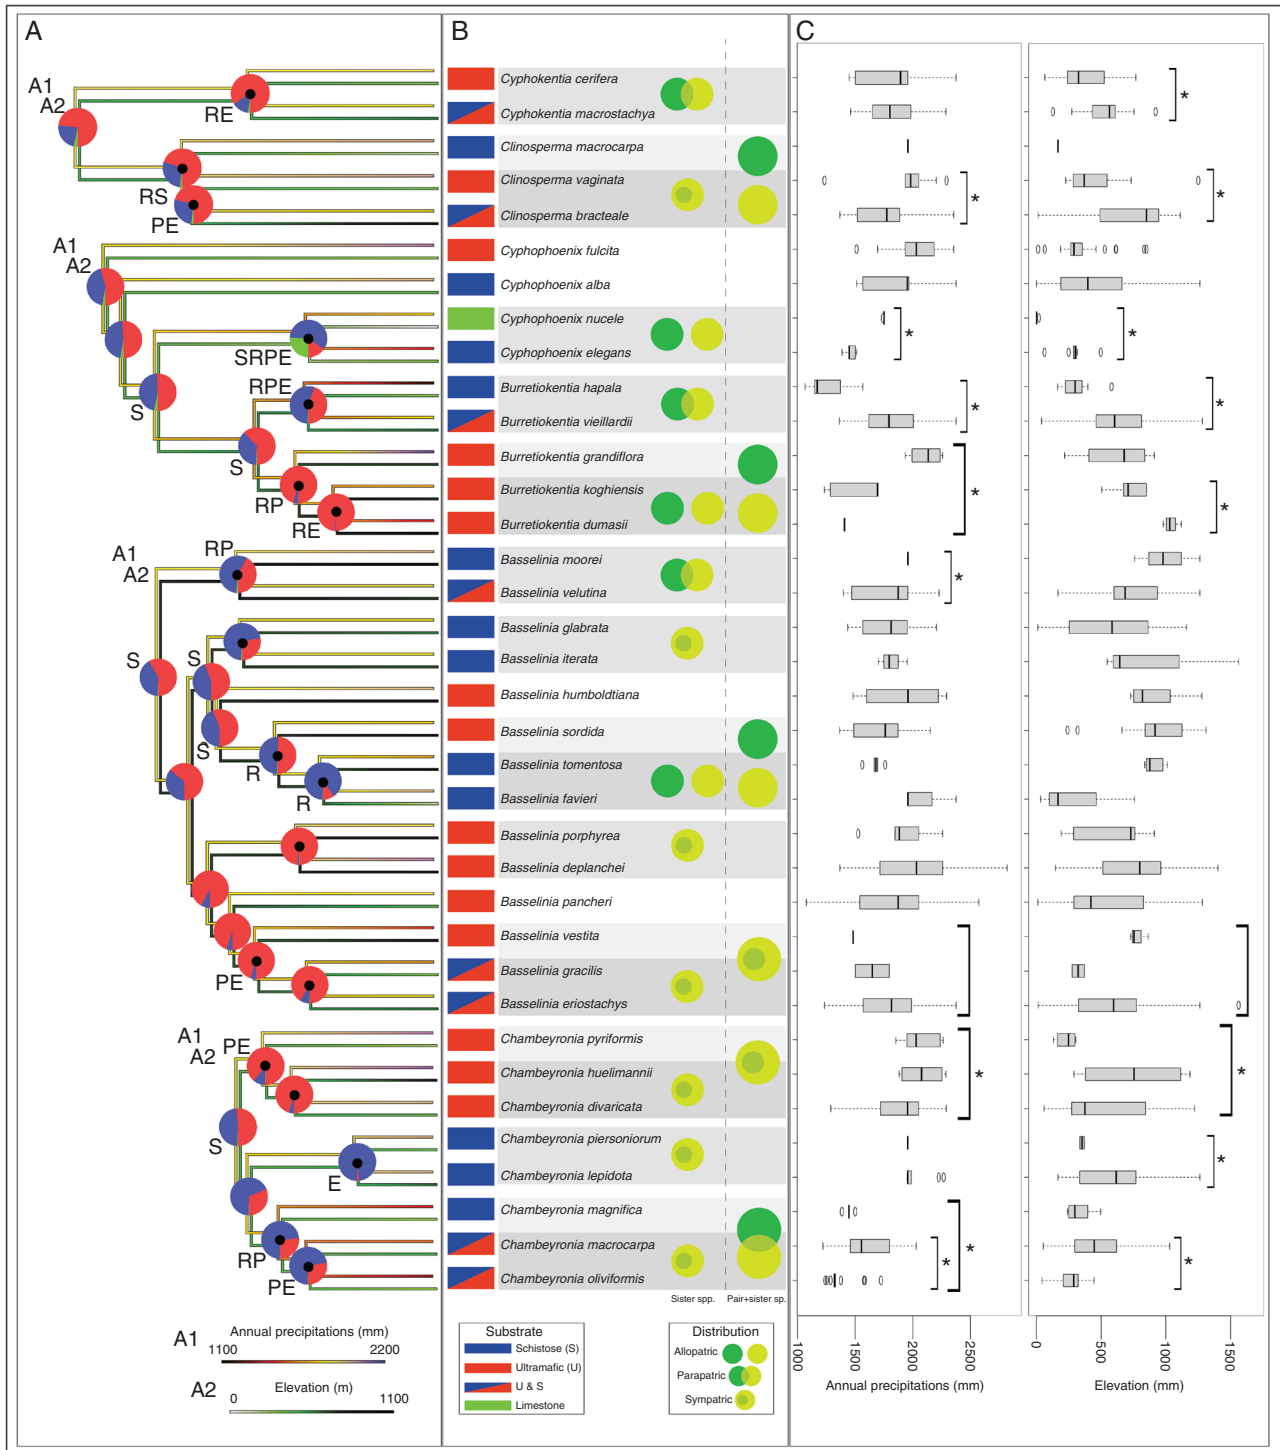 A
B
C
A1
A2
RE
RS
PE
A1
A2
SRPE
RPE
S
S
RP
RE
A1
A2
RP
S
S
S
R
R
PE
A1
A2
PE
S
E
RP
PE
Cyphokentia cerifera
Cyphokentia macrostachya
Clinosperma macrocarpa
Clinosperma vaginata
Clinosperma bracteale
Cyphophoenix fulcita
Cyphophoenix alba
Cyphophoenix nucele
Cyphophoenix elegans
Burretiokentia hapala
Burretiokentia vieillardii
Burretiokentia grandiflora
Burretiokentia koghiensis
Burretiokentia dumasii
Basselinia moorei
Basselinia velutina
Basselinia glabrata
Basselinia iterata
Basselinia humboldtiana
Basselinia sordida
Basselinia tomentosa
Basselinia favieri
Basselinia porphyrea
Basselinia deplanchei
Basselinia pancheri
Basselinia vestita
Basselinia gracilis
Basselinia eriostachys
Chambeyronia pyriformis
Chambeyronia huelimannii
Chambeyronia divaricata
Chambeyronia piersoniorum
Chambeyronia lepidota
Chambeyronia magnifica
Chambeyronia macrocarpa
Chambeyronia oliviformis
Sister spp.
Pair+sister sp.
* * * * * * * * * * * * * * * *
A1
Annual precipitations (mm)
1100 2200
A2
Elevation (m)
0 1100
Substrate
Schistose (S)
Ultramafic (U)
U & S
Limestone
Distribution
Allopatric
Parapatric
Sympatric
1000 1500 2000 2500
Annual precipitations (mm)
0 500 1000 1500
Elevation (mm)